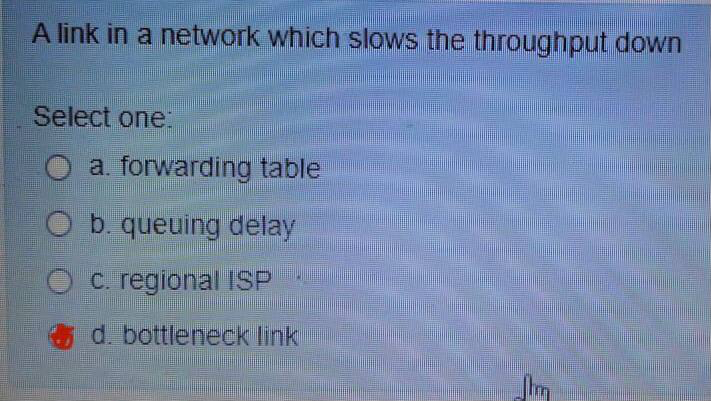 A link in a network which slows the throughput down
Select one:
a. forwarding table
b. queuing delay
c. regional ISP
d. bottleneck link